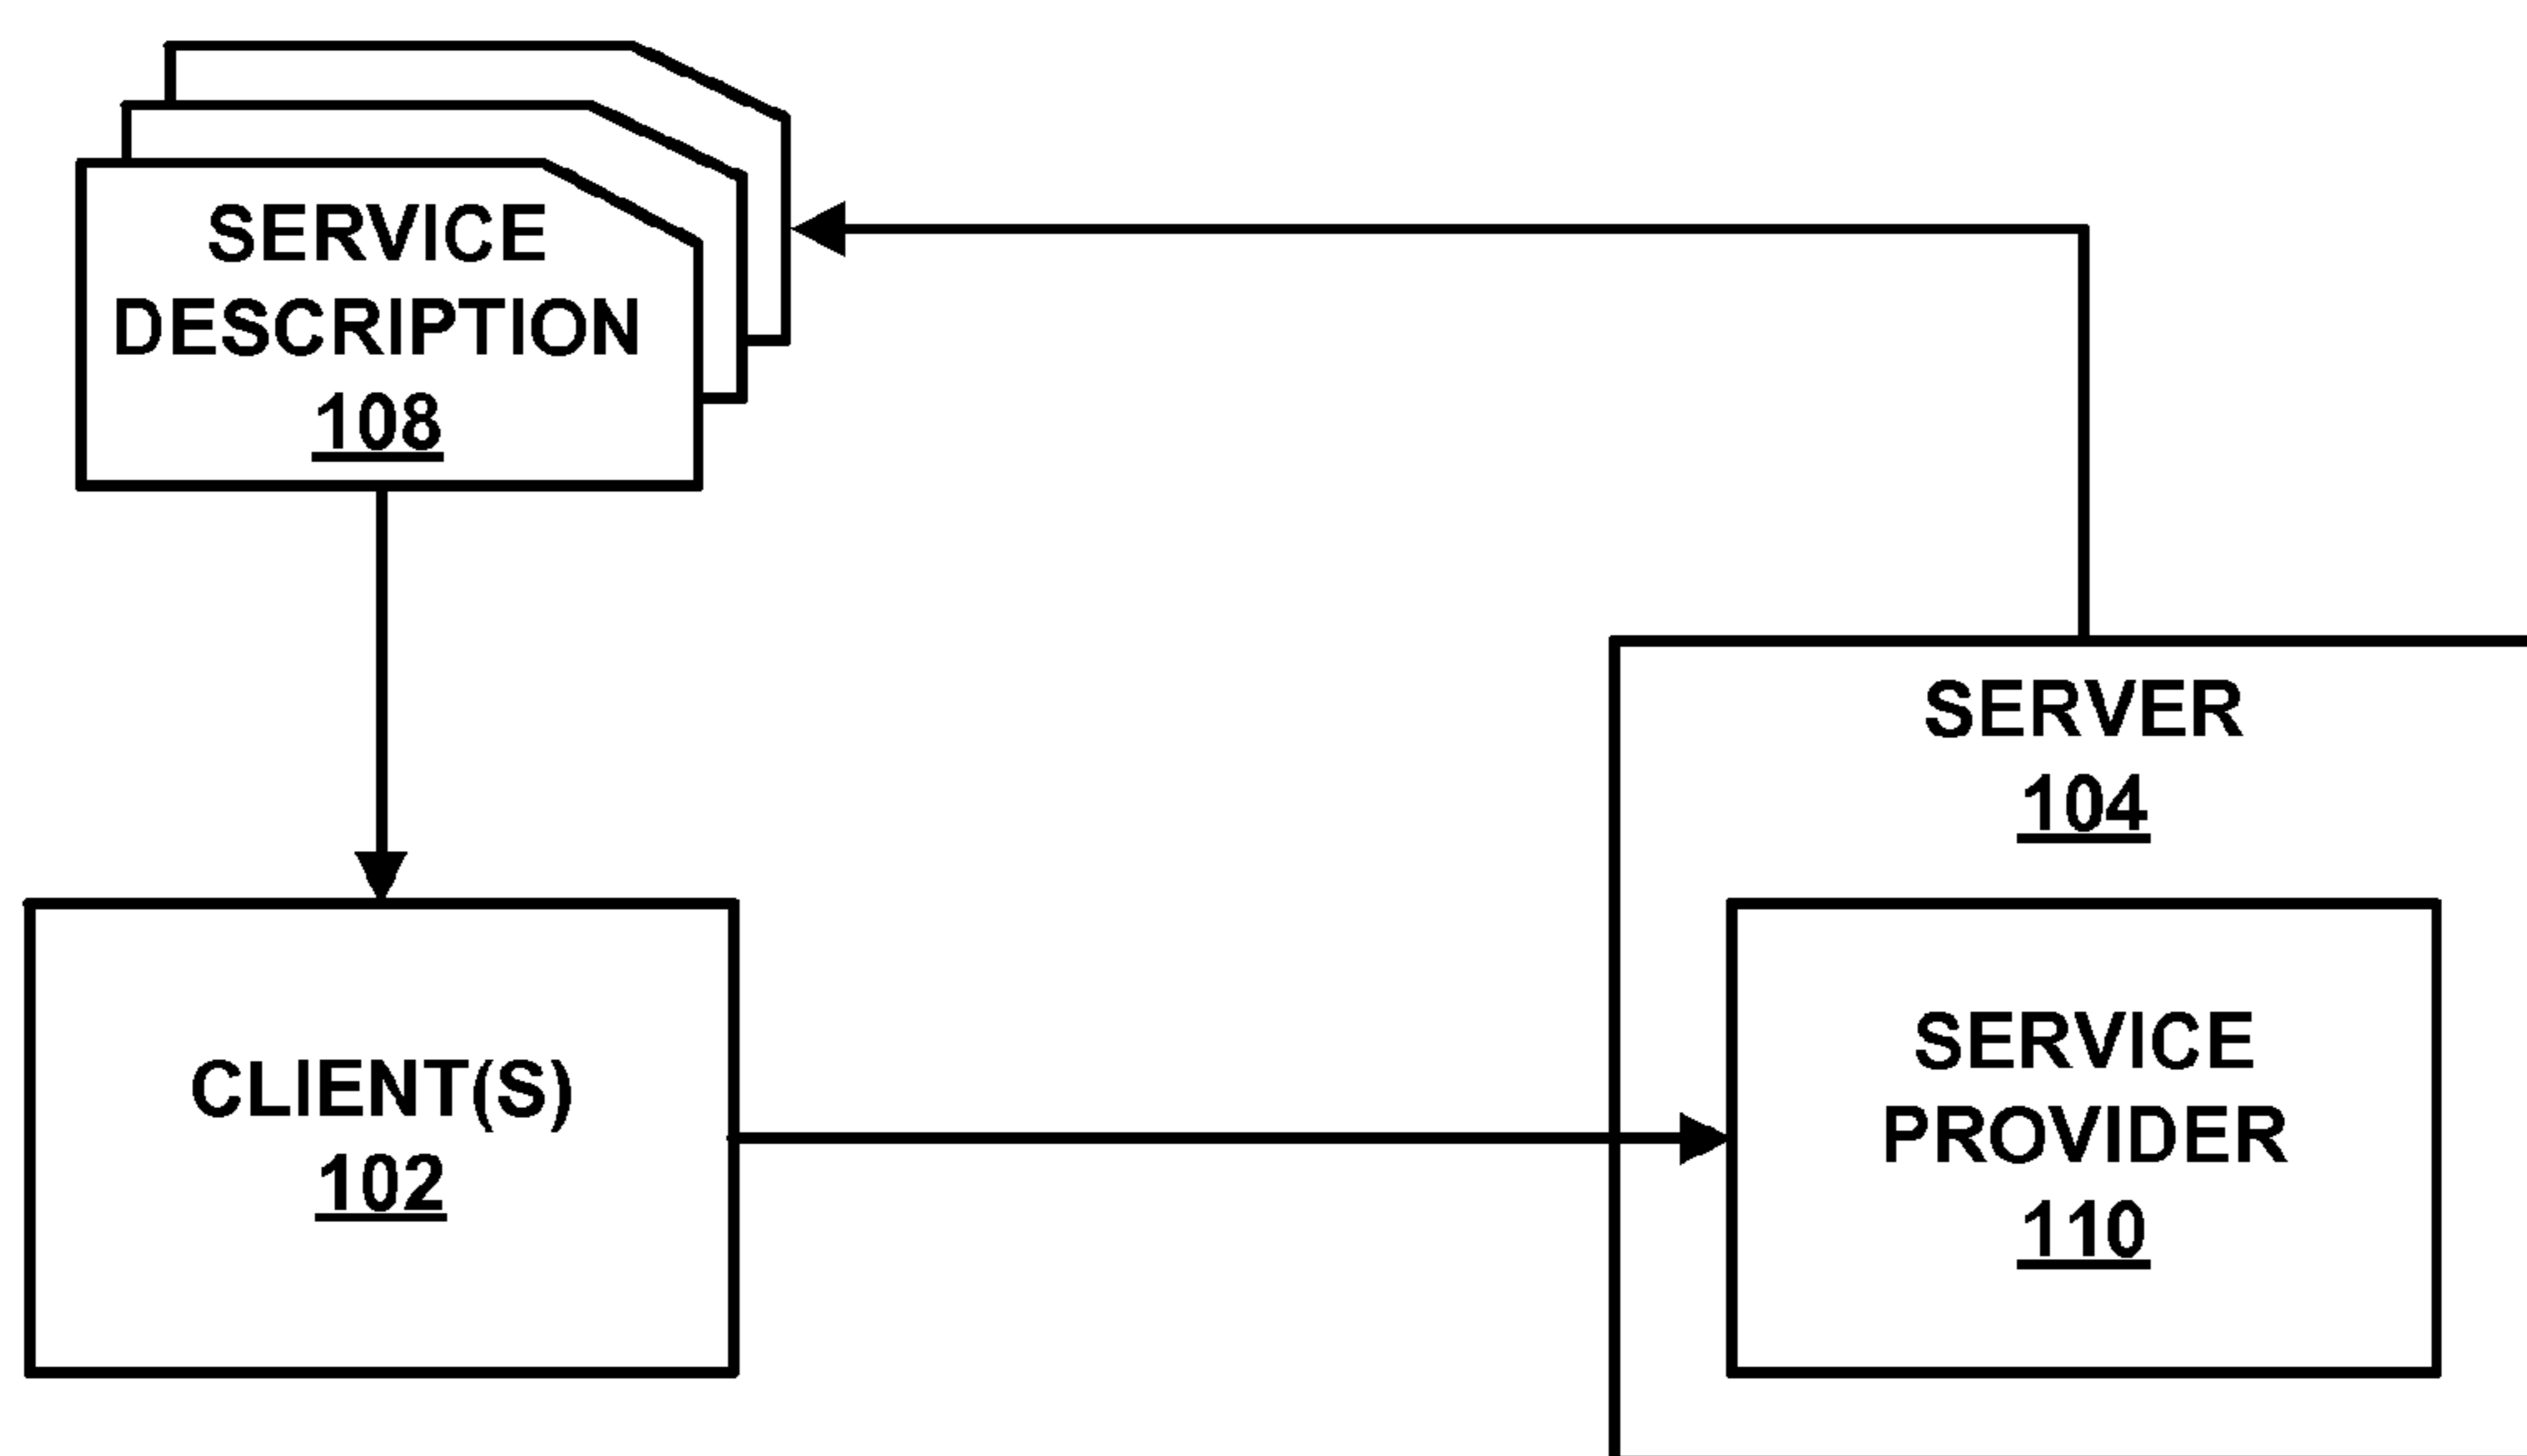 SERVICE
DESCRIPTION
108
SERVER
104
CLIENT(S)
102
SERVICE
PROVIDER
110